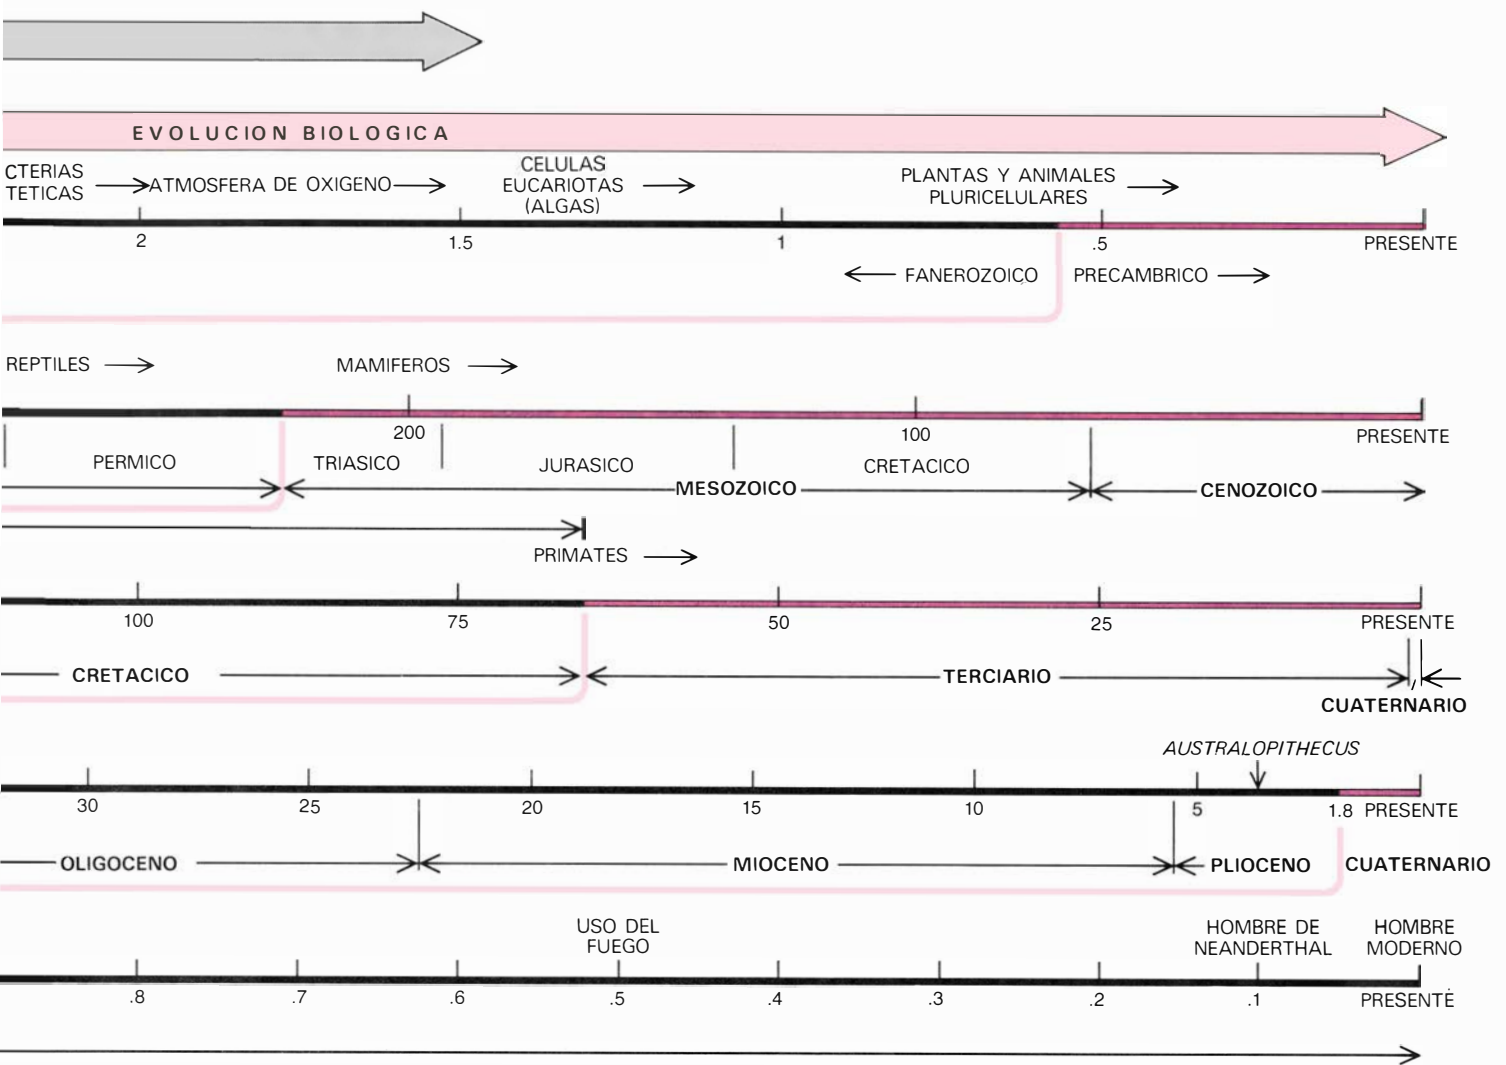 EVOLUCION BIOLOGICA
CTERIAS
TETICAS
ATMOSFERA DE OXIGENO
CELULAS
EUCARIOTAS
(ALGAS)
PLANTAS Y ANIMALES
PLURICELULARES
2 1.5 1 .5 PRESENTE
FANEROZOICO PRECAMBRICO
REPTILES MAMIFEROS
200 100 PRESENTE
PERMICO TRIASICO JURASICO CRETACICO
MESOZOICO CENOZOICO
PRIMATES
100 75 50 25 PRESENTE
CRETACICO TERCIARIO
CUATERNARIO
AUSTRALOPITHECUS
30 25 20 15 10 5 1.8 PRESENTE
OLIGOCENO MIOCENO PLIOCENO CUATERNARIO
USO DEL
FUEGO
HOMBRE DE
NEANDERTHAL
HOMBRE
MODERNO
.8 .7 .6 .5 .4 .3 .2 .1 PRESENTE